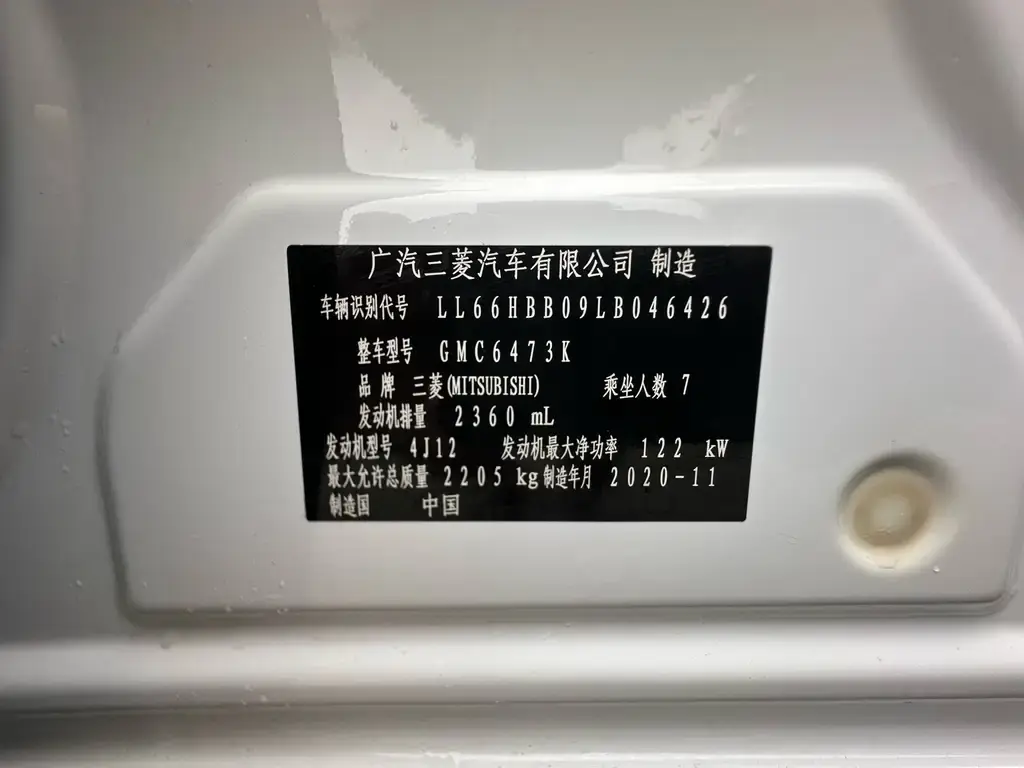 广汽三菱汽车有限公司 制造
车辆识别代号 LL66HBB09LB046426
整车型号 GMC6473K
品牌 三菱(MITSUBISHI) 乘坐人数 7
发动机排量 2360 mL
发动机型号 4J12 发动机最大净功率 122 kW
最大允许总质量 2205 kg 制造年月 2020-11
制造国 中国